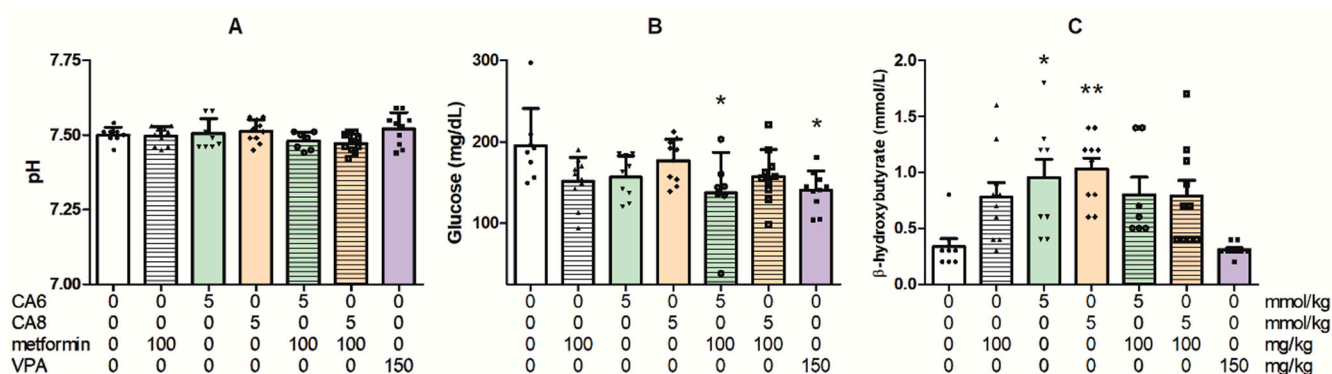 A B C
7.75
7.50
7.25
7.00
pH
300
200
100
Glucose (mg/dL)
* *
2.0
1.5
1.0
0.5
0.0
β-hydroxybutyrate (mmol/L)
* **
CA6 0 0 5 0 5 0 0 0 0 5 0 5 0 0 0 0 5 0 5 0 0 mmol/kg
CA8 0 0 0 5 0 5 0 0 0 0 5 0 5 0 0 0 0 5 0 5 0 mmol/kg
metformin 0 100 0 0 100 100 0 0 100 0 0 100 100 0 0 100 0 0 100 100 0 mg/kg
VPA 0 0 0 0 0 0 150 0 0 0 0 0 0 150 0 0 0 0 0 0 150 mg/kg